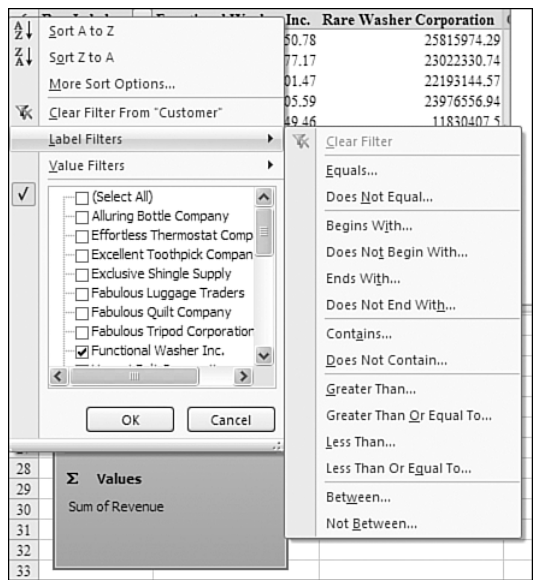 Inc. Rare Washer Corporation
50.78 25815974.29
77.17 23022330.74
01.47 22193144.57
05.59 23976556.94
49.46 11830407.5
Sort A to Z
Sort Z to A
More Sort Options...
Clear Filter From "Customer"
Label Filters
Value Filters
(Select All)
Alluring Bottle Company
Effortless Thermostat Comp
Excellent Toothpick Compan
Exclusive Shingle Supply
Fabulous Luggage Traders
Fabulous Quilt Company
Fabulous Tripod Corporation
Functional Washer Inc.
OK Cancel
Clear Filter
Equals...
Does Not Equal...
Begins With...
Does Not Begin With...
Ends With...
Does Not End With...
Contains...
Does Not Contain...
Greater Than...
Greater Than Or Equal To...
Less Than...
Less Than Or Equal To...
Between...
Not Between...
28
29
30
31
32
33
Σ Values
Sum of Revenue